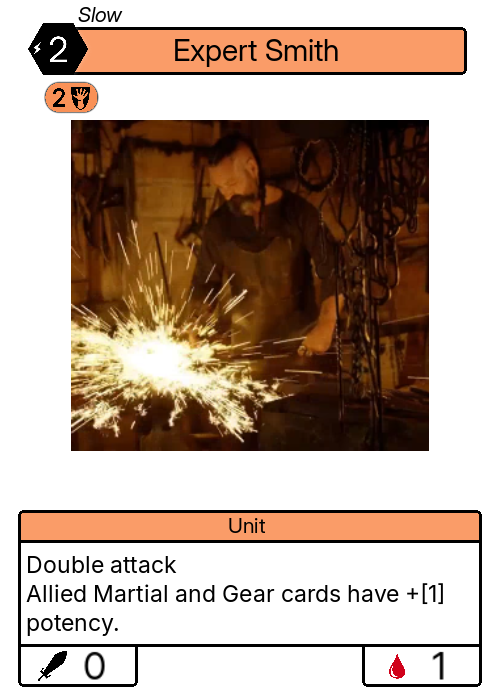 Slow
2
Expert Smith
2
Unit
Double attack
Allied Martial and Gear cards have +[1]
potency.
0
1